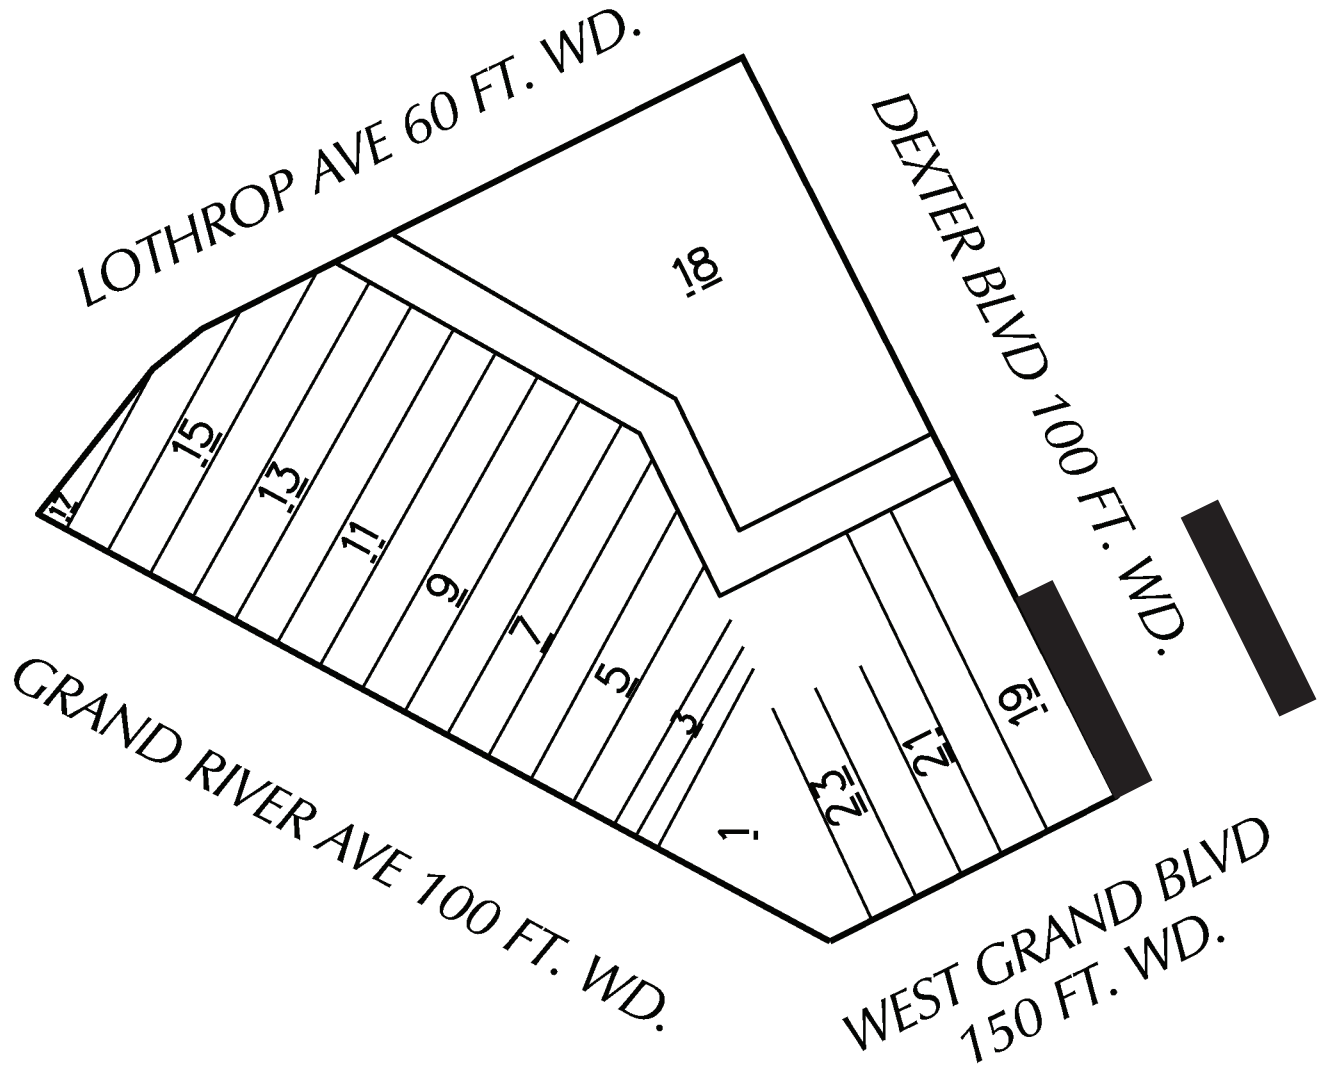 LOTHROP AVE 60 FT. WD.
DEXTER BLVD 100 FT. WD.
18
15
13
17
11
9
7
5
3
19
21
23
1
GRAND RIVER AVE 100 FT. WD.
WEST GRAND BLVD
150 FT. WD.